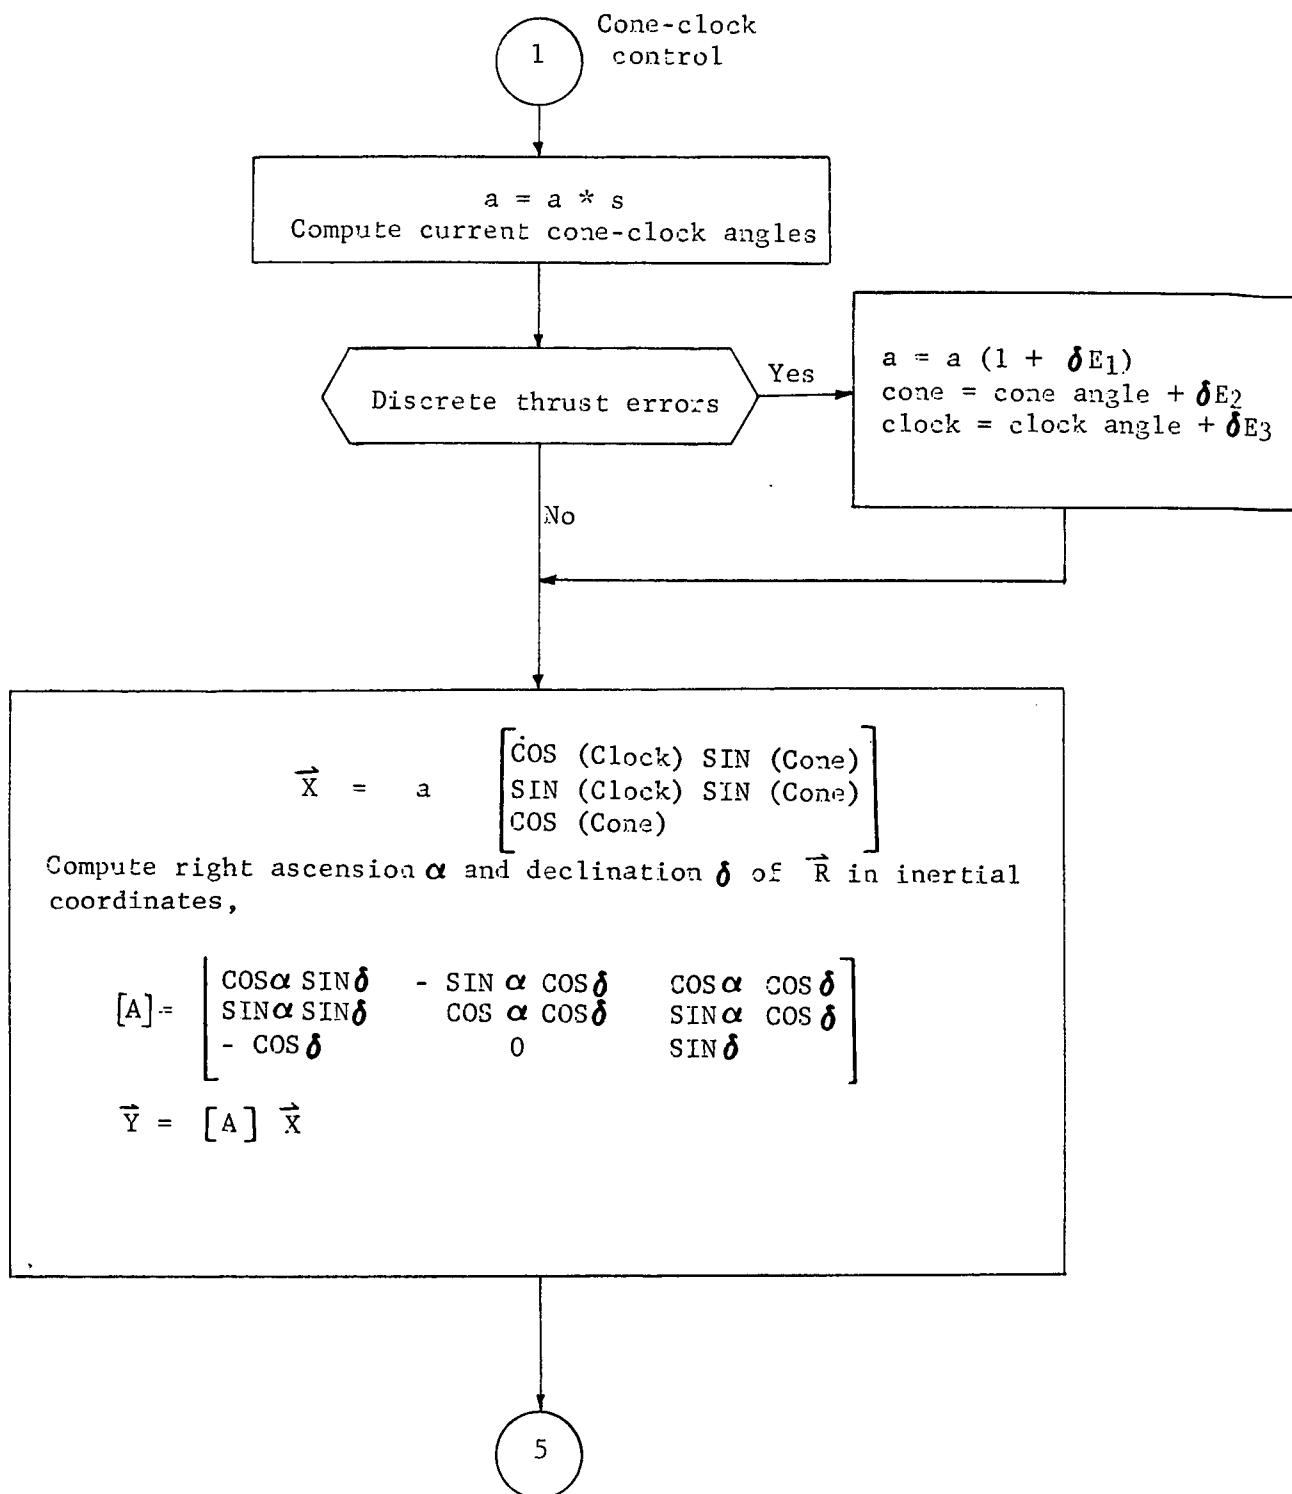 Cone-clock
control
1
a = a * s
Compute current cone-clock angles
Discrete thrust errors
Yes
a = a (1 + δE1)
cone = cone angle + δE2
clock = clock angle + δE3
No
X⃗ = a [COS (Clock) SIN (Cone)
SIN (Clock) SIN (Cone)
COS (Cone)]
Compute right ascension α and declination δ of R⃗ in inertial
coordinates,
[A] = [COSα SINδ - SIN α COSδ COSα COSδ
SINα SINδ COS α COSδ SINα COSδ
- COSδ 0 SINδ]
Y⃗ = [A] X⃗
5